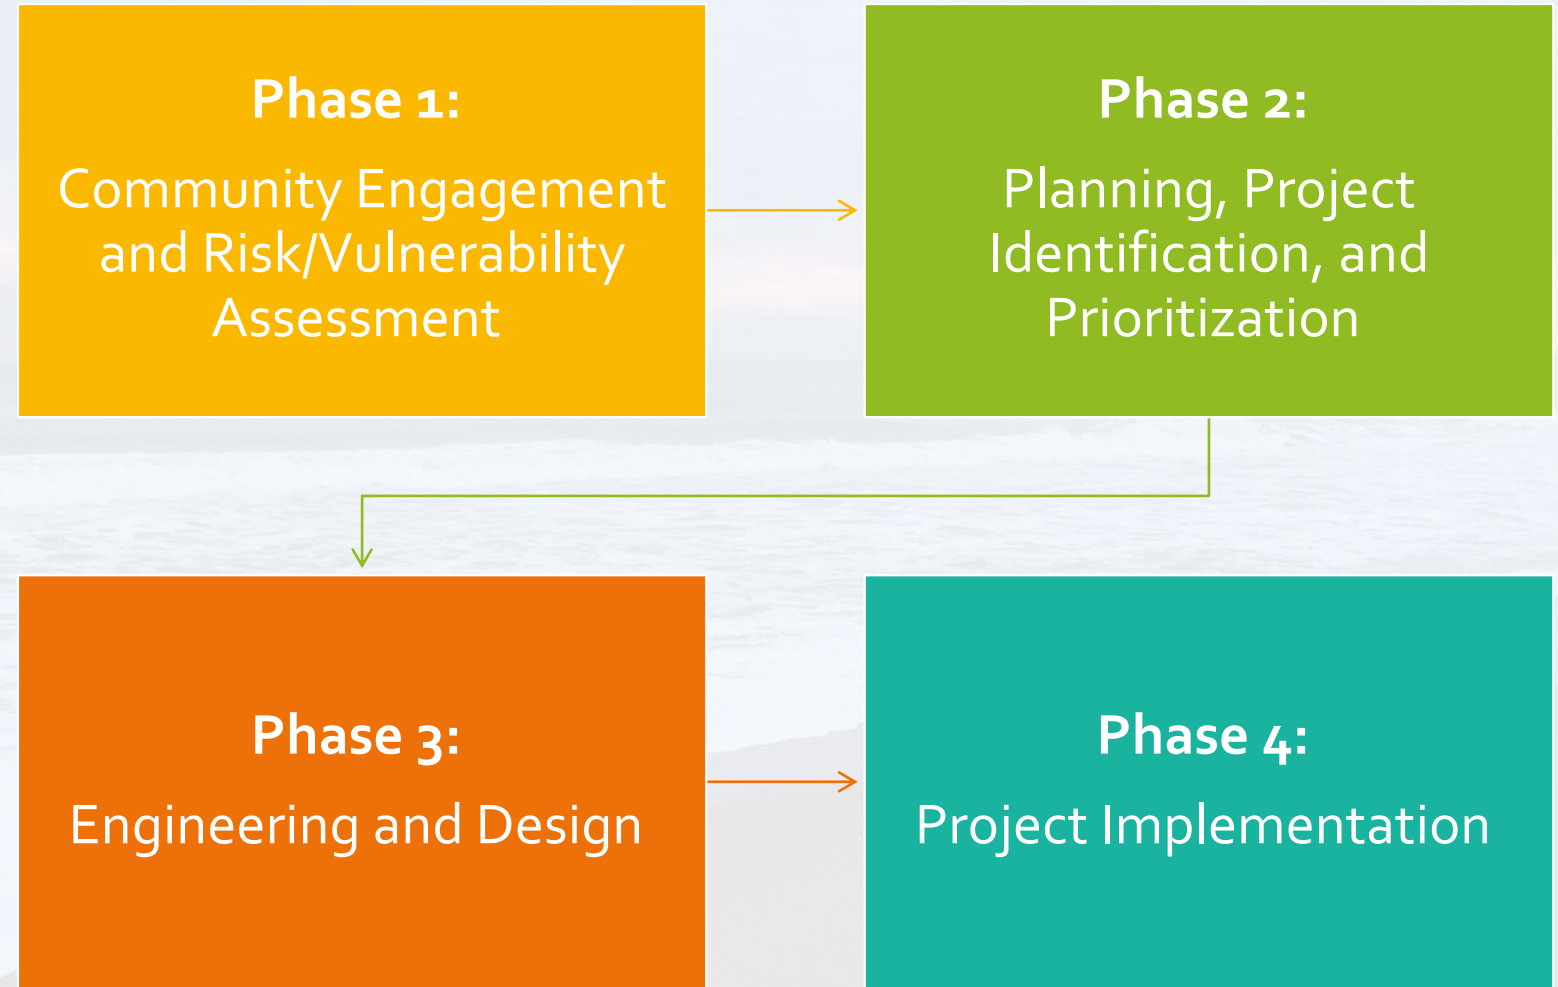 Phase 1:
Community Engagement
and Risk/Vulnerability
Assessment
Phase 2:
Planning, Project
Identification, and
Prioritization
Phase 3:
Engineering and Design
Phase 4:
Project Implementation